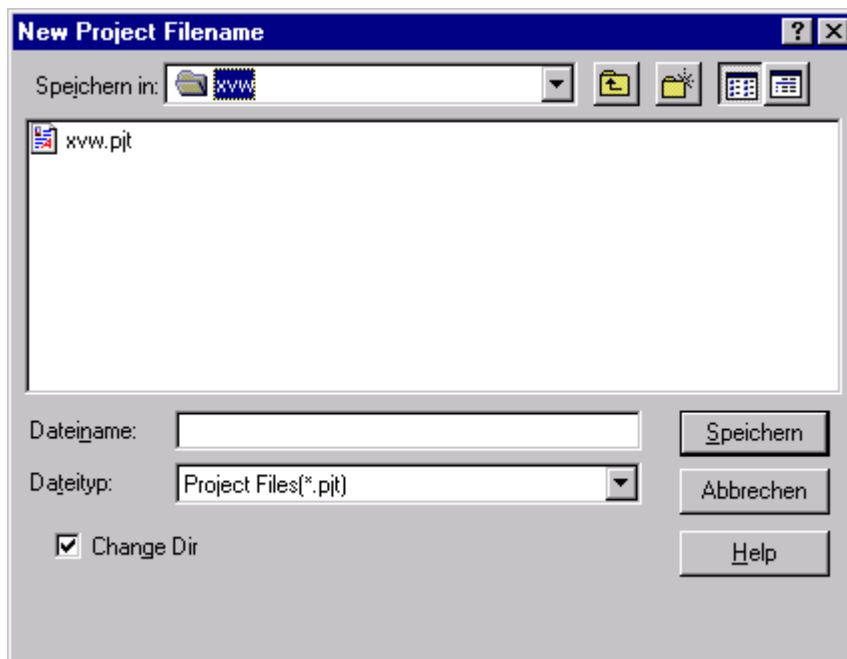 New Project Filename
Speichern in: xvw
xvw.pjt
Dateiname:
Speichern
Dateityp: Project Files(*.pjt)
Abbrechen
Change Dir
Help